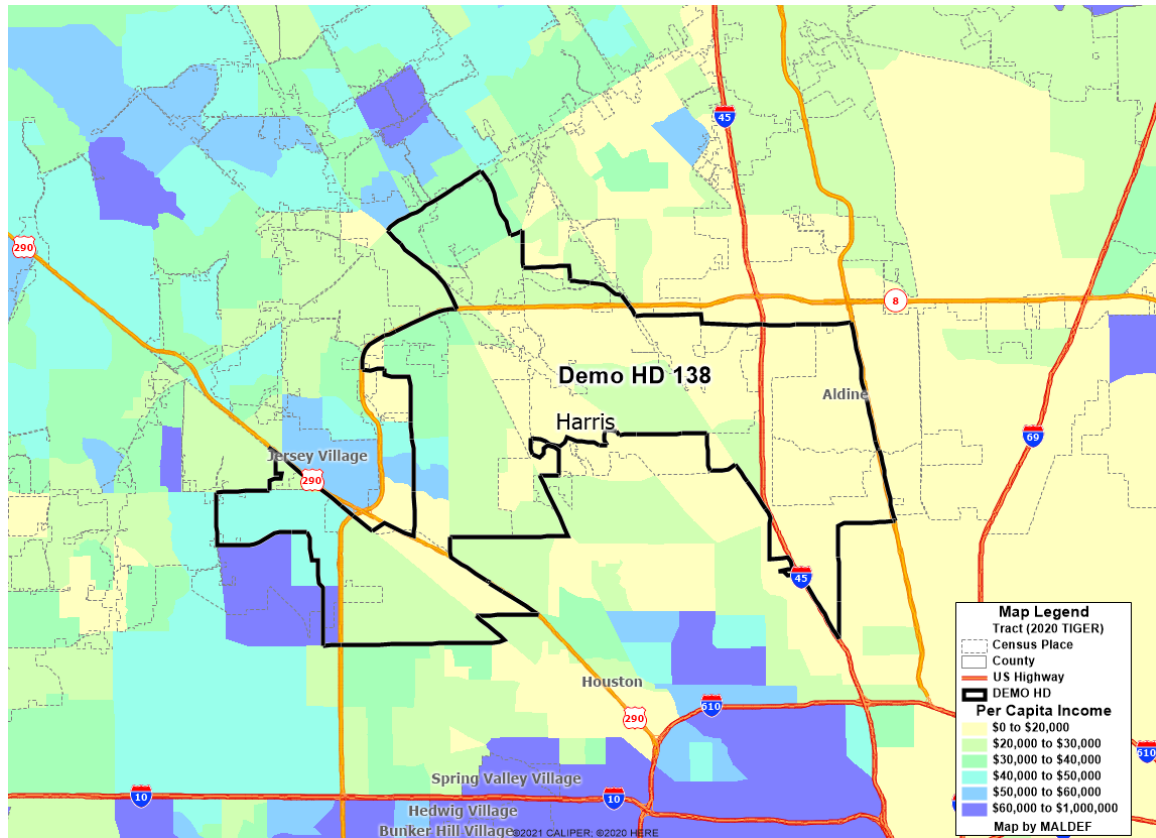 45
290
8
Demo HD 138
Aldine
Harris
69
Jersey Village
290
45
Houston
290
610
610
Spring Valley Village
10
10
Hedwig Village
Bunker Hill Village
©2021 CALIPER; ©2020 HERE
Map Legend
Tract (2020 TIGER)
Census Place
County
US Highway
DEMO HD
Per Capita Income
$0 to $20,000
$20,000 to $30,000
$30,000 to $40,000
$40,000 to $50,000
$50,000 to $60,000
$60,000 to $1,000,000
Map by MALDEF